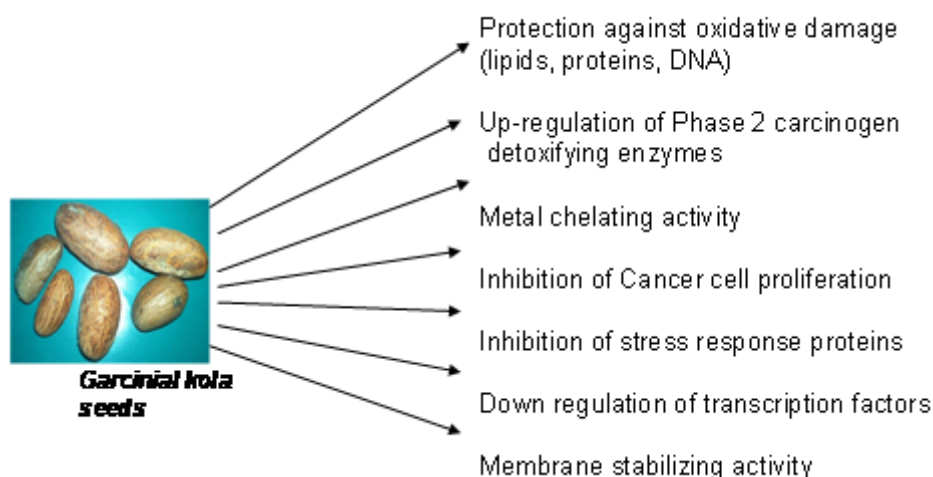 Protection against oxidative damage
(lipids, proteins, DNA)
Up-regulation of Phase 2 carcinogen
detoxifying enzymes
Metal chelating activity
Inhibition of Cancer cell proliferation
Inhibition of stress response proteins
Down regulation of transcription factors
Membrane stabilizing activity
Garcinial kola
seeds